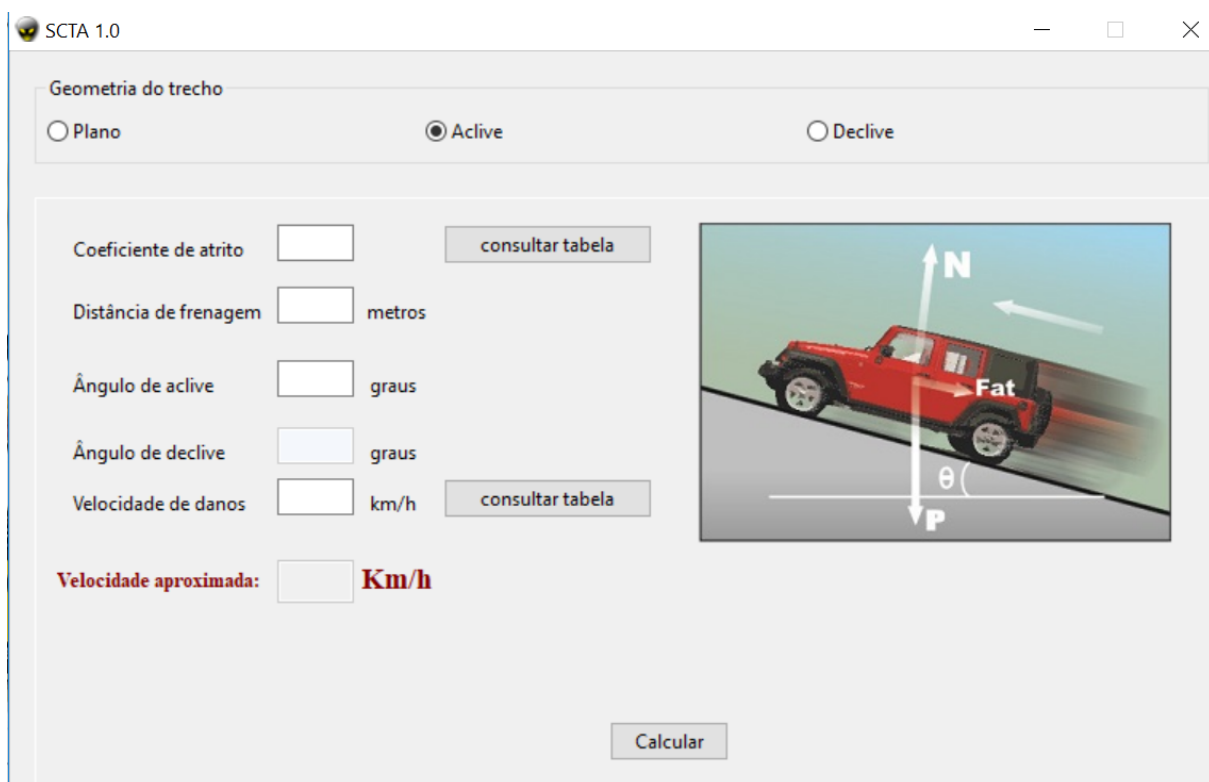 SCTA 1.0
Geometria do trecho
Plano Aclive Declive
Coeficiente de atrito consultar tabela
Distância de frenagem metros
Ângulo de aclive graus
Ângulo de declive graus
Velocidade de danos km/h consultar tabela
Velocidade aproximada: Km/h
N
Fat
θ
P
Calcular